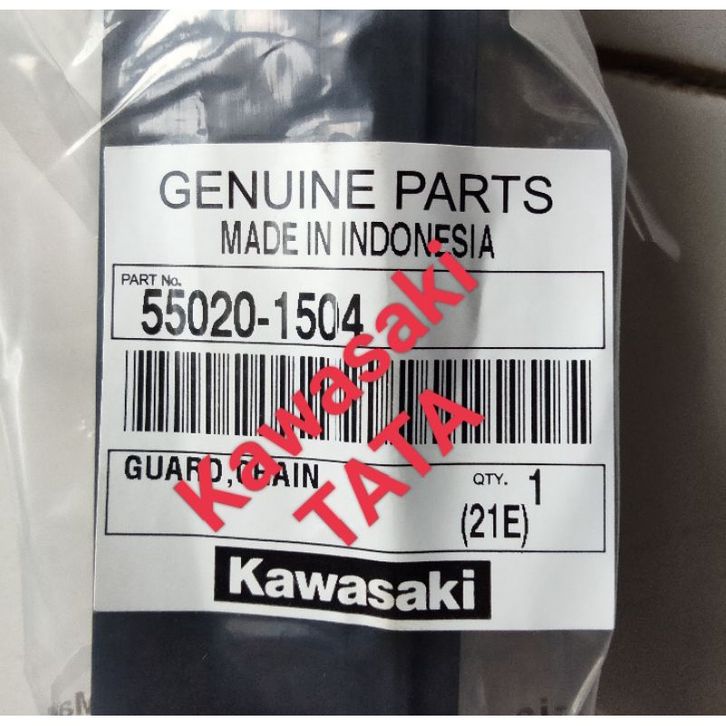 GENUINE PARTS
MADE IN INDONESIA
PART No.
55020-1504
GUARD,CHAIN
QTY. 1
(21E)
Kawasaki
Kawasaki
TATA